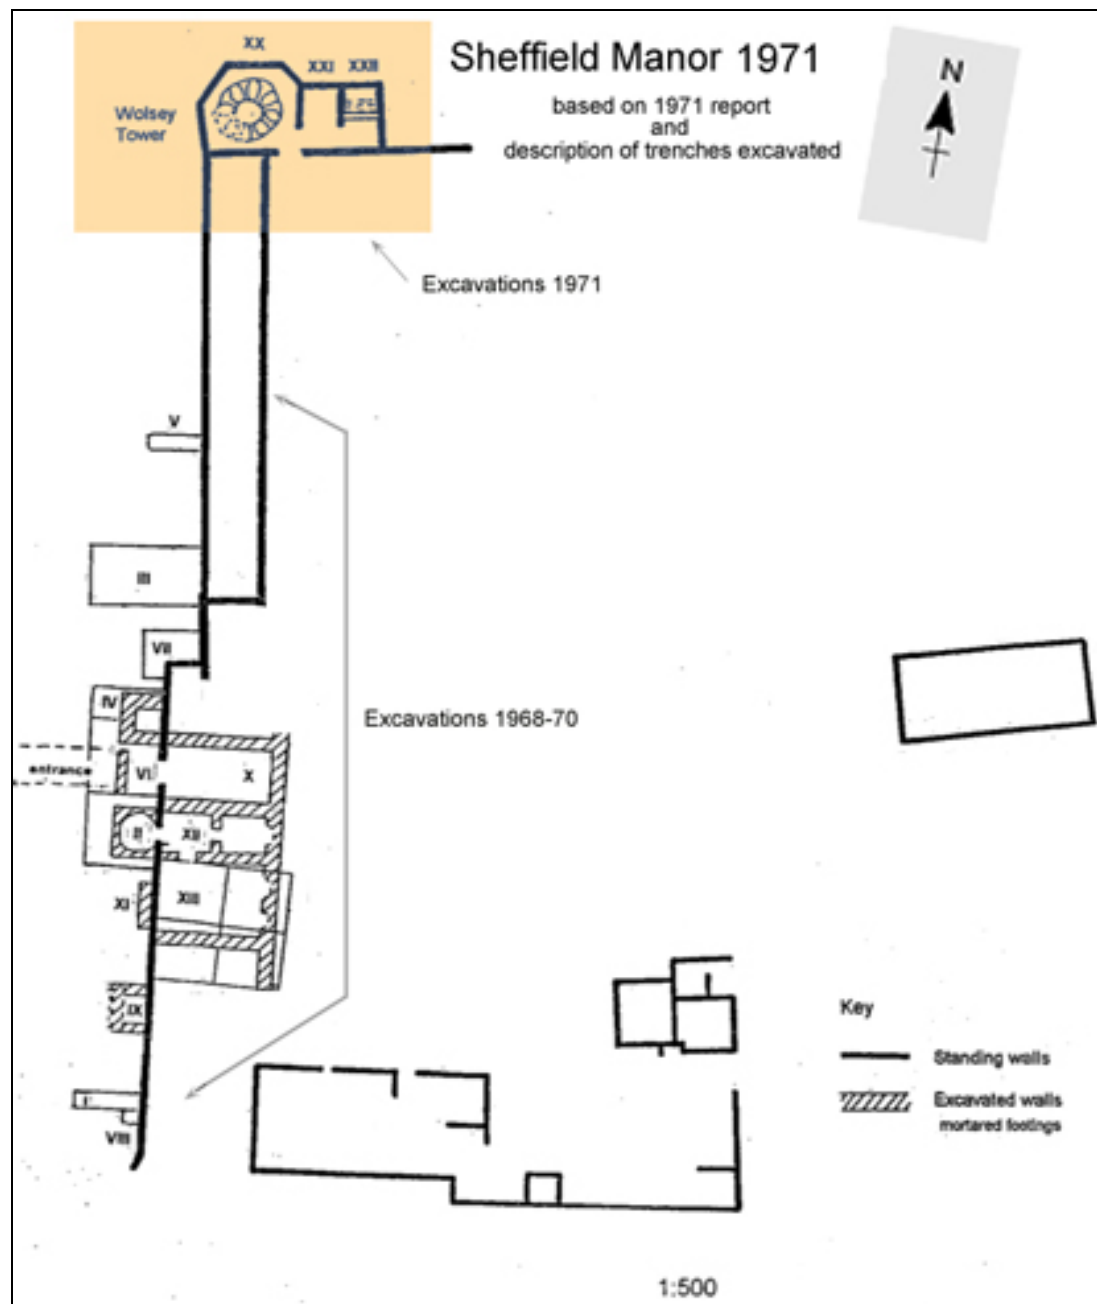 XX
Sheffield Manor 1971
XXI XXII
based on 1971 report
and
description of trenches excavated
N
Wolsey
Tower
Excavations 1971
V
III
VII
IV
Excavations 1968-70
entrance
VI
X
II
XII
XI
XIII
IX
Key
Standing walls
Excavated walls
mortared footings
I
VIII
1:500